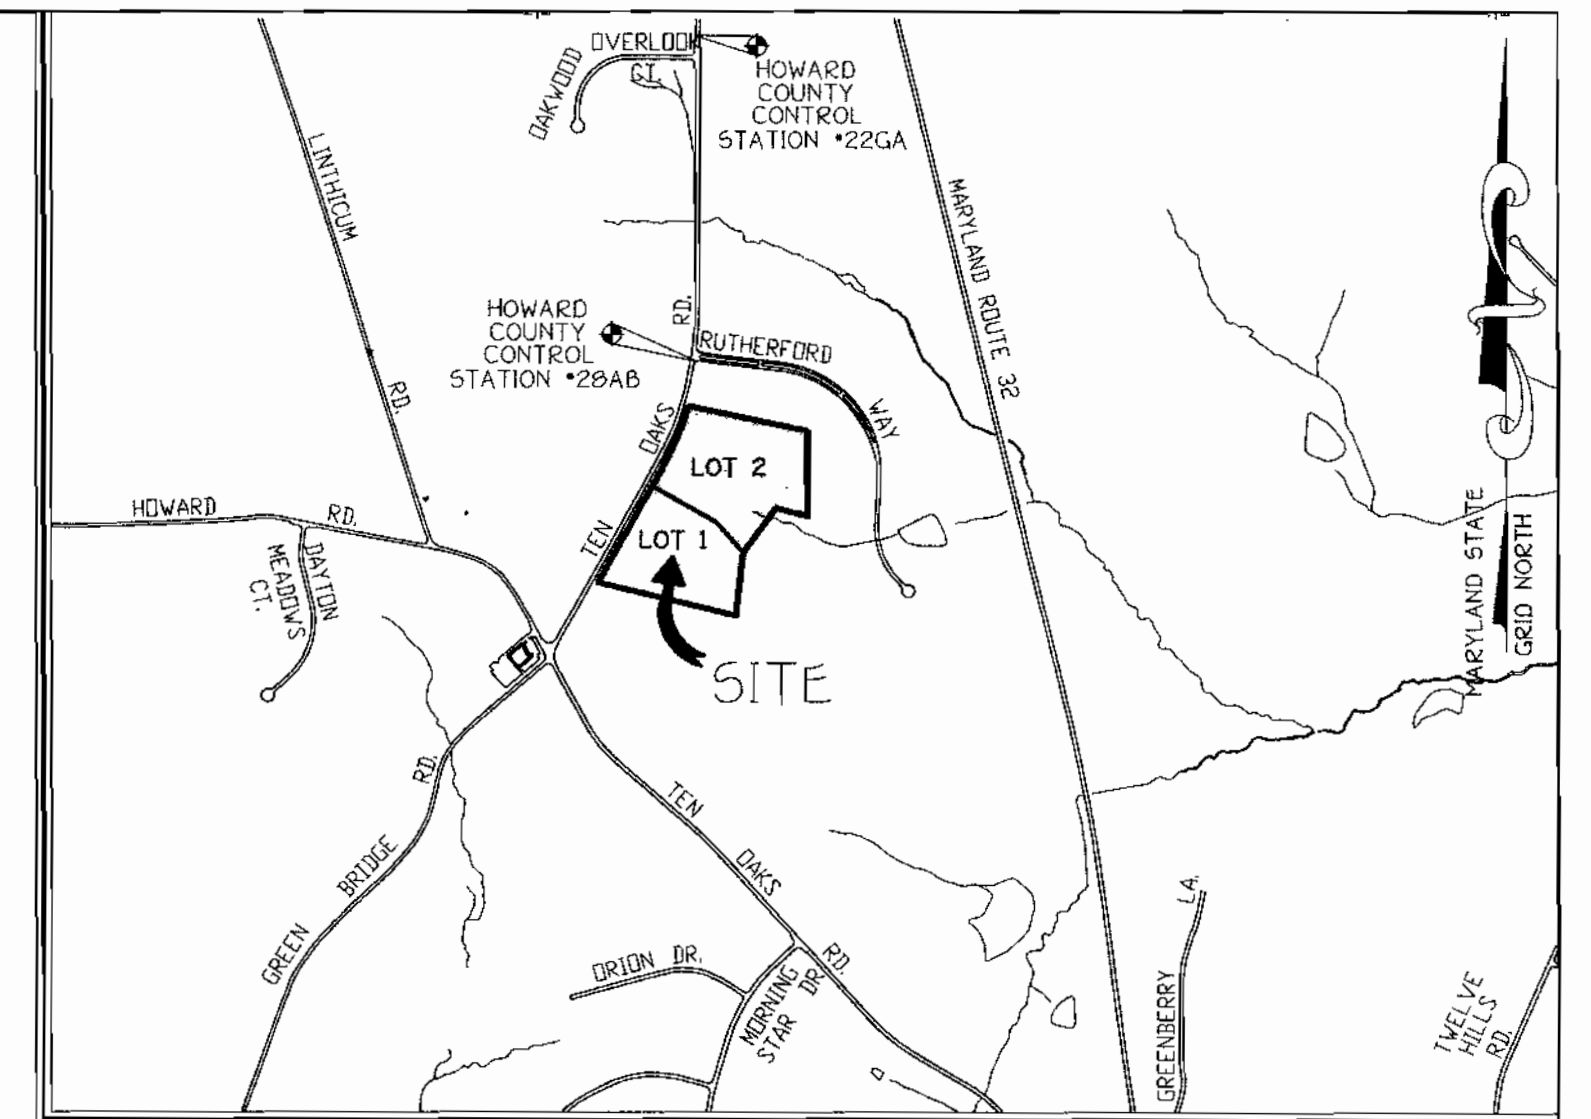 OVERLOOK
OAKWOOD
CT.
HOWARD
COUNTY
CONTROL
STATION #22GA
LINTHICUM
RD.
MARYLAND ROUTE 32
HOWARD
COUNTY
CONTROL
STATION #28AB
RD.
RUTHERFORD
WAY
OAKS
TEN
LOT 2
LOT 1
SITE
HOWARD
RD.
DAYTON
MEADOWS
CT.
MARYLAND STATE
GRID NORTH
RD.
BRIDGE
GREEN
TEN
OAKS
RD.
ORION DR.
MORNING
STAR DR
GREENBERRY
LA.
TWELVE
HILLS
RD.